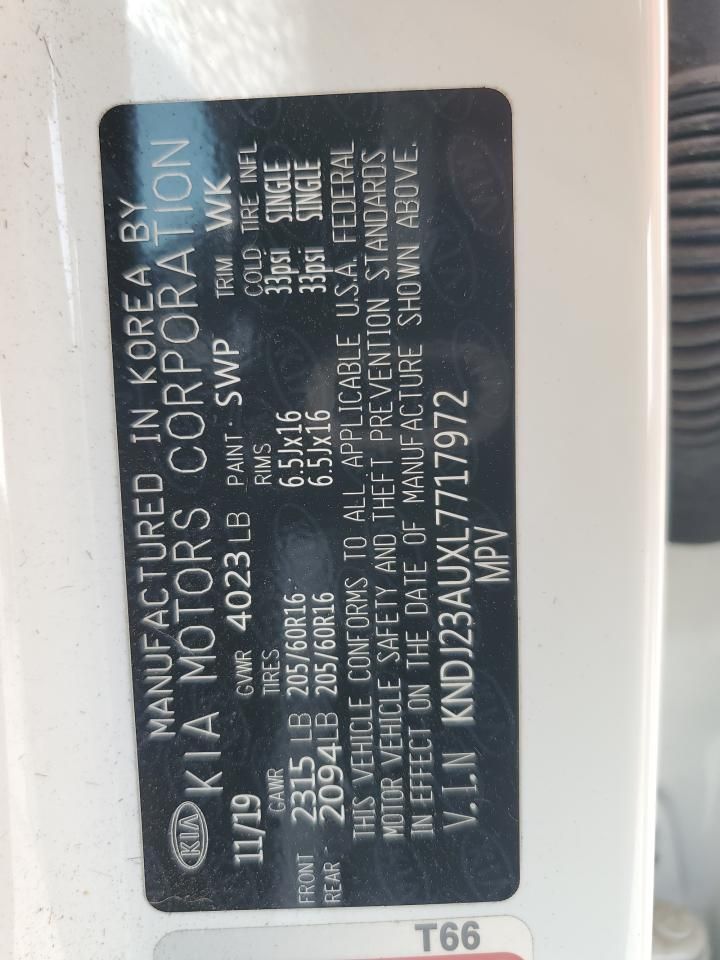 KIA MANUFACTURED IN KOREA BY
KIA MOTORS CORPORATION
11/19 GVWR 4023 LB PAINT SWP TRIM WK
GAWR TIRES RIMS COLD TIRE INFL
FRONT 2315 LB 205/60R16 6.5Jx16 33psi SINGLE
REAR 2094LB 205/60R16 6.5Jx16 33psi SINGLE
THIS VEHICLE CONFORMS TO ALL APPLICABLE U.S.A. FEDERAL
MOTOR VEHICLE SAFETY AND THEFT PREVENTION STANDARDS
IN EFFECT ON THE DATE OF MANUFACTURE SHOWN ABOVE.
V.I.N KNDJ23AUXL7717972
MPV
T66